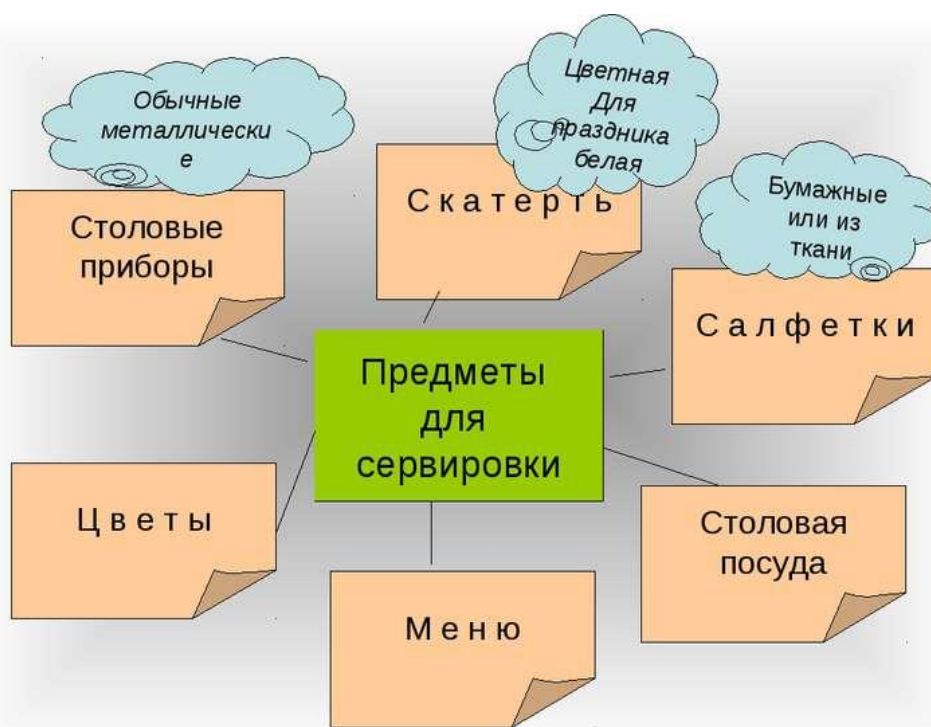 Обычные
металлически
е
Столовые
приборы
Цветная
Для
праздника
белая
Скатерть
Бумажные
или из
ткани
Салфетки
Предметы
для
сервировки
Цветы
Меню
Столовая
посуда